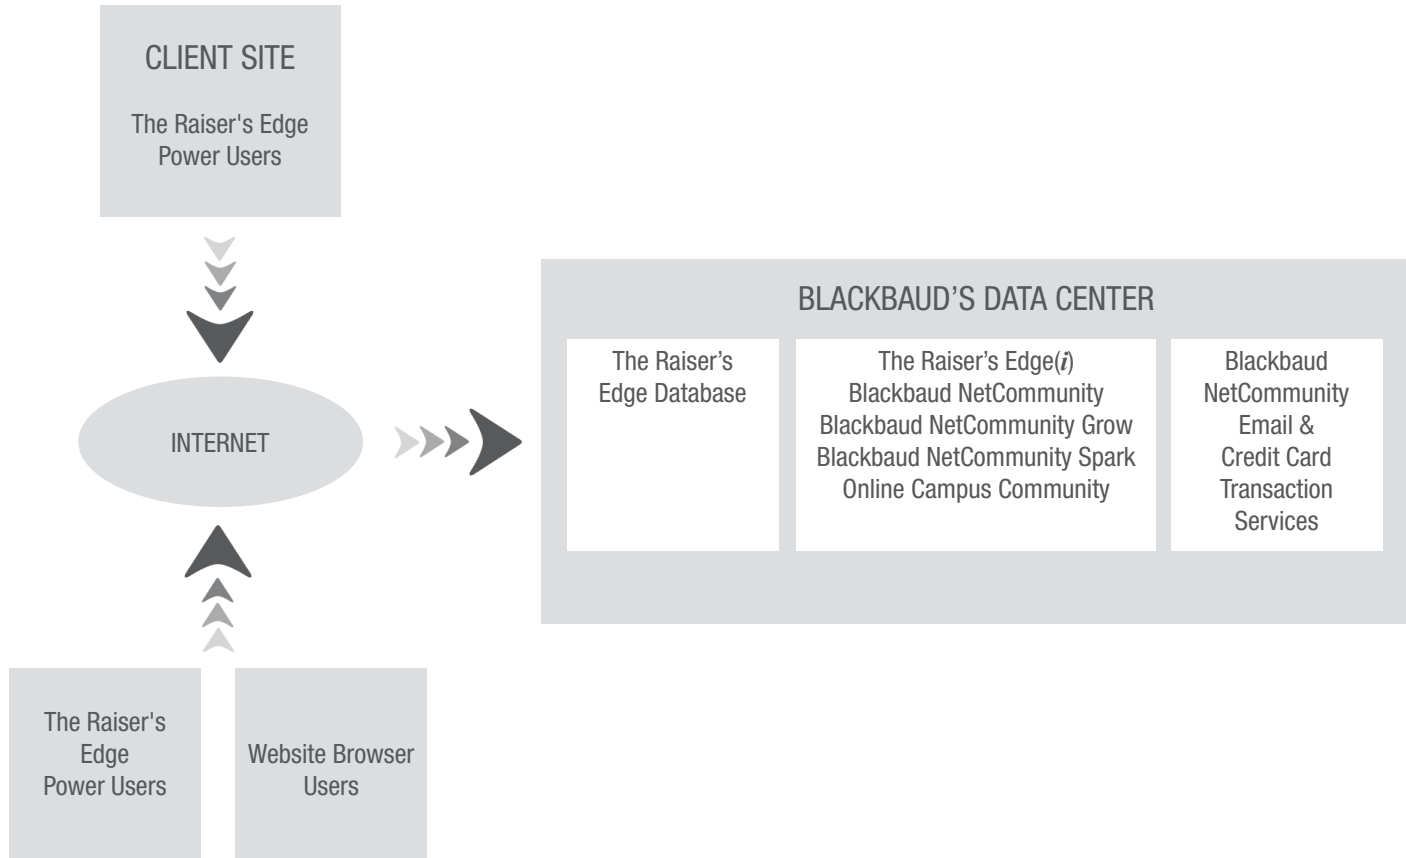 CLIENT SITE
The Raiser's Edge
Power Users
INTERNET
The Raiser's
Edge
Power Users
Website Browser
Users
BLACKBAUD’S DATA CENTER
The Raiser’s
Edge Database
The Raiser’s Edge(i)
Blackbaud NetCommunity
Blackbaud NetCommunity Grow
Blackbaud NetCommunity Spark
Online Campus Community
Blackbaud
NetCommunity
Email &
Credit Card
Transaction
Services